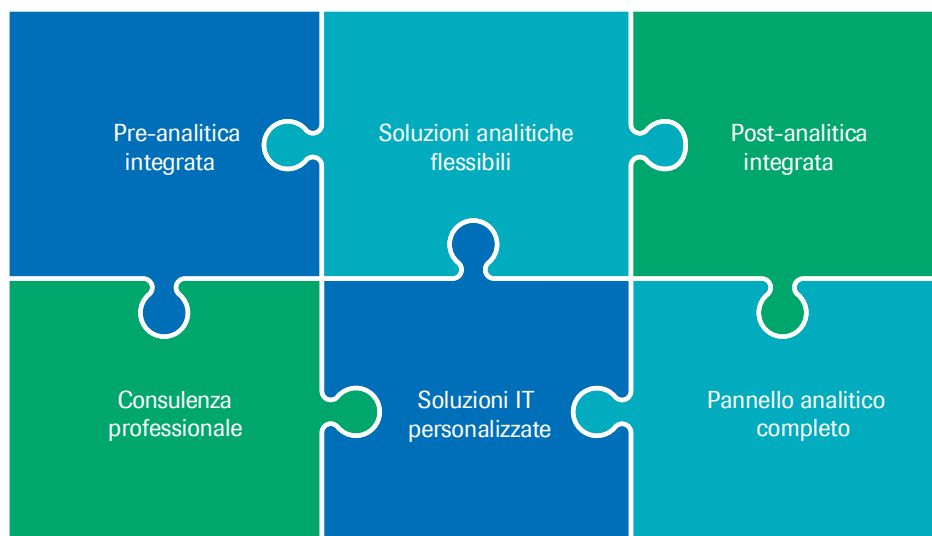 Pre-analitica
integrata
Soluzioni analitiche
flessibili
Post-analitica
integrata
Consulenza
professionale
Soluzioni IT
personalizzate
Pannello analitico
completo